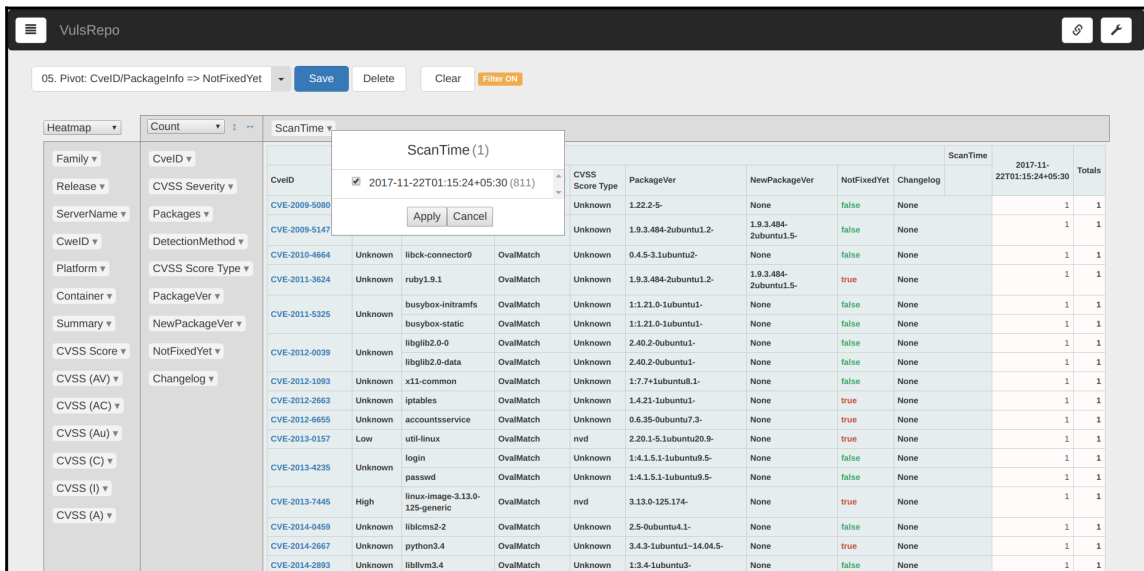 VulsRepo
05. Pivot: CveID/PackageInfo => NotFixedYet
Save
Delete
Clear
Filter ON
Heatmap
Count
ScanTime
Family
Release
ServerName
CweID
Platform
Container
Summary
CVSS Score
CVSS (AV)
CVSS (AC)
CVSS (Au)
CVSS (C)
CVSS (I)
CVSS (A)
CveID
CVSS Severity
Packages
DetectionMethod
CVSS Score Type
PackageVer
NewPackageVer
NotFixedYet
Changelog
ScanTime (1)
2017-11-22T01:15:24+05:30 (811)
Apply Cancel
ScanTime 2017-11-22T01:15:24+05:30 Totals
CveID CVSS Score Type PackageVer NewPackageVer NotFixedYet Changelog
CVE-2009-5080 Unknown 1.22.2-5- None false None 1 1
CVE-2009-5147 Unknown 1.9.3.484-2ubuntu1.2- 1.9.3.484-2ubuntu1.5- false None 1 1
CVE-2010-4664 Unknown libck-connector0 OvalMatch Unknown 0.4.5-3.1ubuntu2- None false None 1 1
CVE-2011-3624 Unknown ruby1.9.1 OvalMatch Unknown 1.9.3.484-2ubuntu1.2- 1.9.3.484-2ubuntu1.5- true None 1 1
CVE-2011-5325 Unknown busybox-initramfs OvalMatch Unknown 1:1.21.0-1ubuntu1- None false None 1 1
busybox-static OvalMatch Unknown 1:1.21.0-1ubuntu1- None false None 1 1
CVE-2012-0039 Unknown libglib2.0-0 OvalMatch Unknown 2.40.2-0ubuntu1- None false None 1 1
libglib2.0-data OvalMatch Unknown 2.40.2-0ubuntu1- None false None 1 1
CVE-2012-1093 Unknown x11-common OvalMatch Unknown 1:7.7+1ubuntu8.1- None false None 1 1
CVE-2012-2663 Unknown iptables OvalMatch Unknown 1.4.21-1ubuntu1- None true None 1 1
CVE-2012-6655 Unknown accountsservice OvalMatch Unknown 0.6.35-0ubuntu7.3- None true None 1 1
CVE-2013-0157 Low util-linux OvalMatch nvd 2.20.1-5.1ubuntu20.9- None true None 1 1
CVE-2013-4235 Unknown login OvalMatch Unknown 1:4.1.5.1-1ubuntu9.5- None false None 1 1
passwd OvalMatch Unknown 1:4.1.5.1-1ubuntu9.5- None false None 1 1
CVE-2013-7445 High linux-image-3.13.0-125-generic OvalMatch nvd 3.13.0-125.174- None true None 1 1
CVE-2014-0459 Unknown liblcms2-2 OvalMatch Unknown 2.5-0ubuntu4.1- None false None 1 1
CVE-2014-2667 Unknown python3.4 OvalMatch Unknown 3.4.3-1ubuntu1~14.04.5- None true None 1 1
CVE-2014-2893 Unknown libllvm3.4 OvalMatch Unknown 1:3.4-1ubuntu3- None false None 1 1